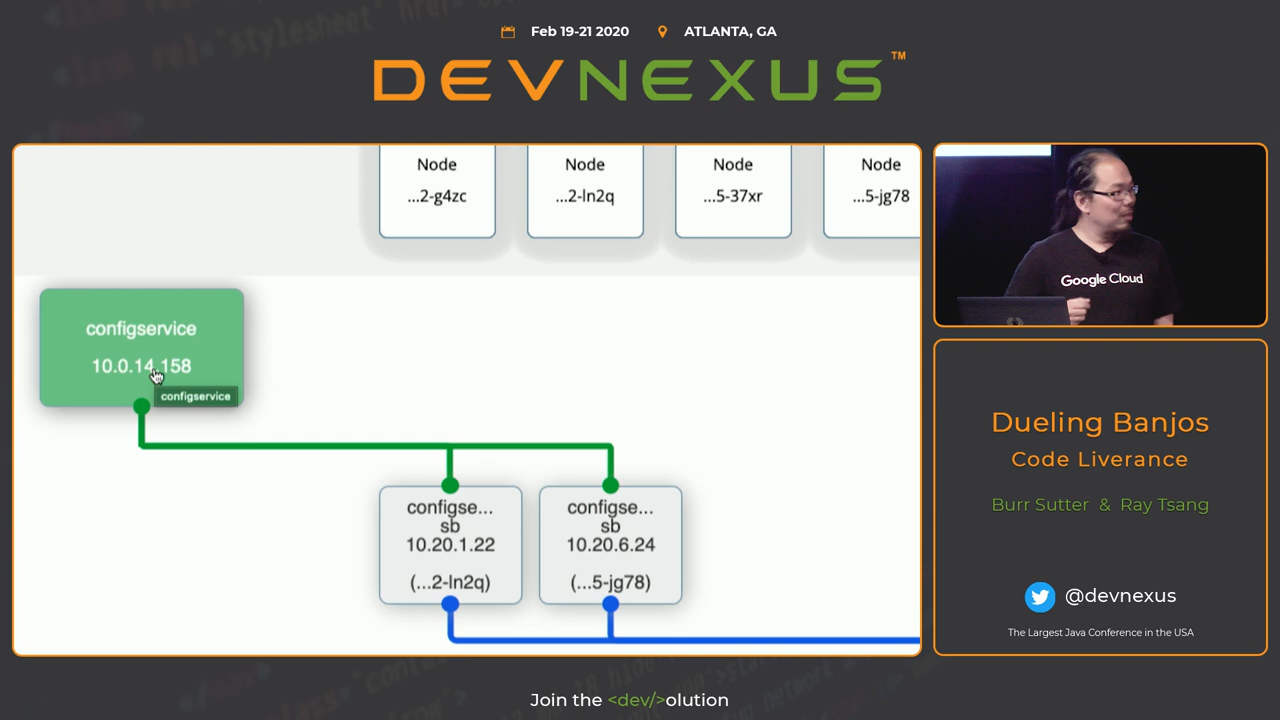 Feb 19-21 2020 ATLANTA, GA
DEVNEXUS™
Node
...2-g4zc
Node
...2-ln2q
Node
...5-37xr
Node
...5-jg78
configservice
10.0.14.158
configservice
configse...
sb
10.20.1.22
(...2-ln2q)
configse...
sb
10.20.6.24
(...5-jg78)
Google Cloud
Dueling Banjos
Code Liverance
Burr Sutter & Ray Tsang
@devnexus
The Largest Java Conference in the USA
Join the <dev/>olution